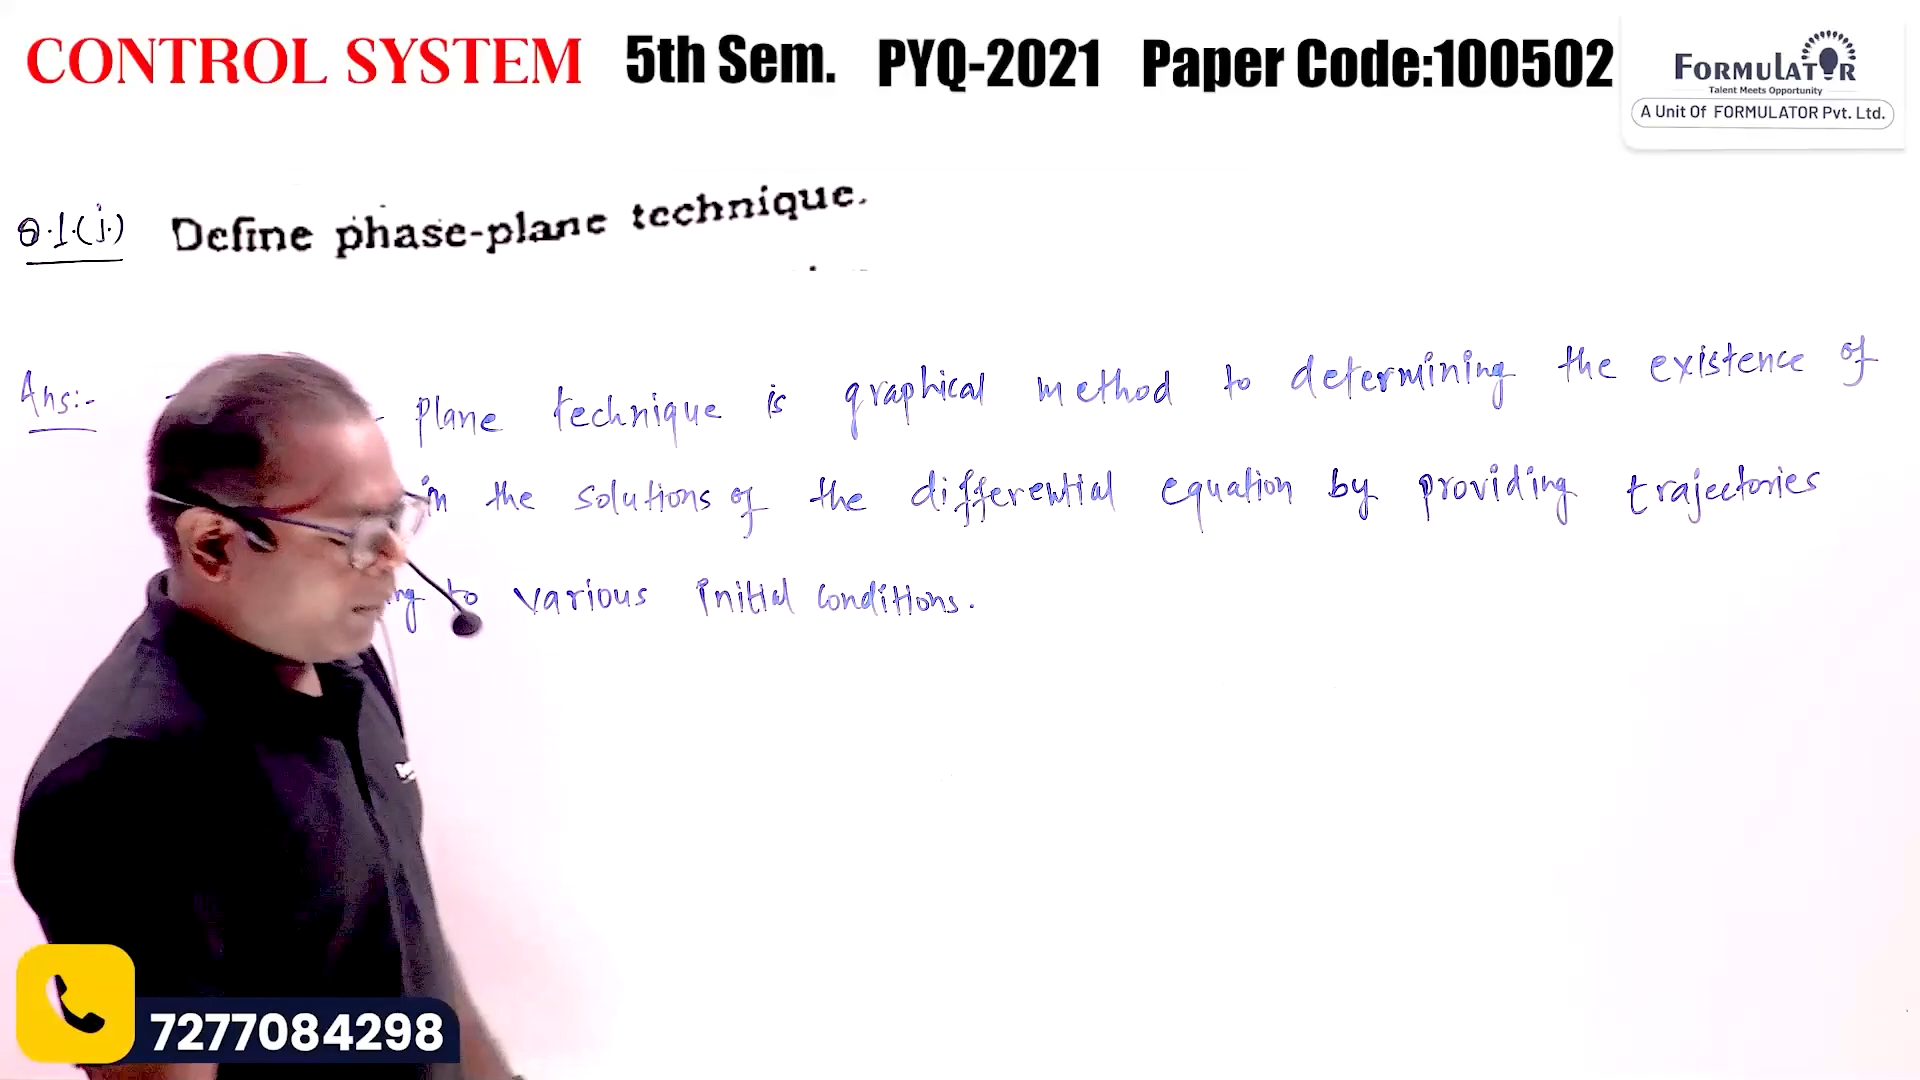 CONTROL SYSTEM 5th Sem. PYQ-2021 Paper Code:100502
FORMULATOR
Talent Meets Opportunity
A Unit Of FORMULATOR Pvt. Ltd.
Q.1.(j.) Define phase-plane technique.
Ans:- plane technique is graphical method to determining the existence of
in the solutions of the differential equation by providing trajectories
to various initial conditions.
7277084298